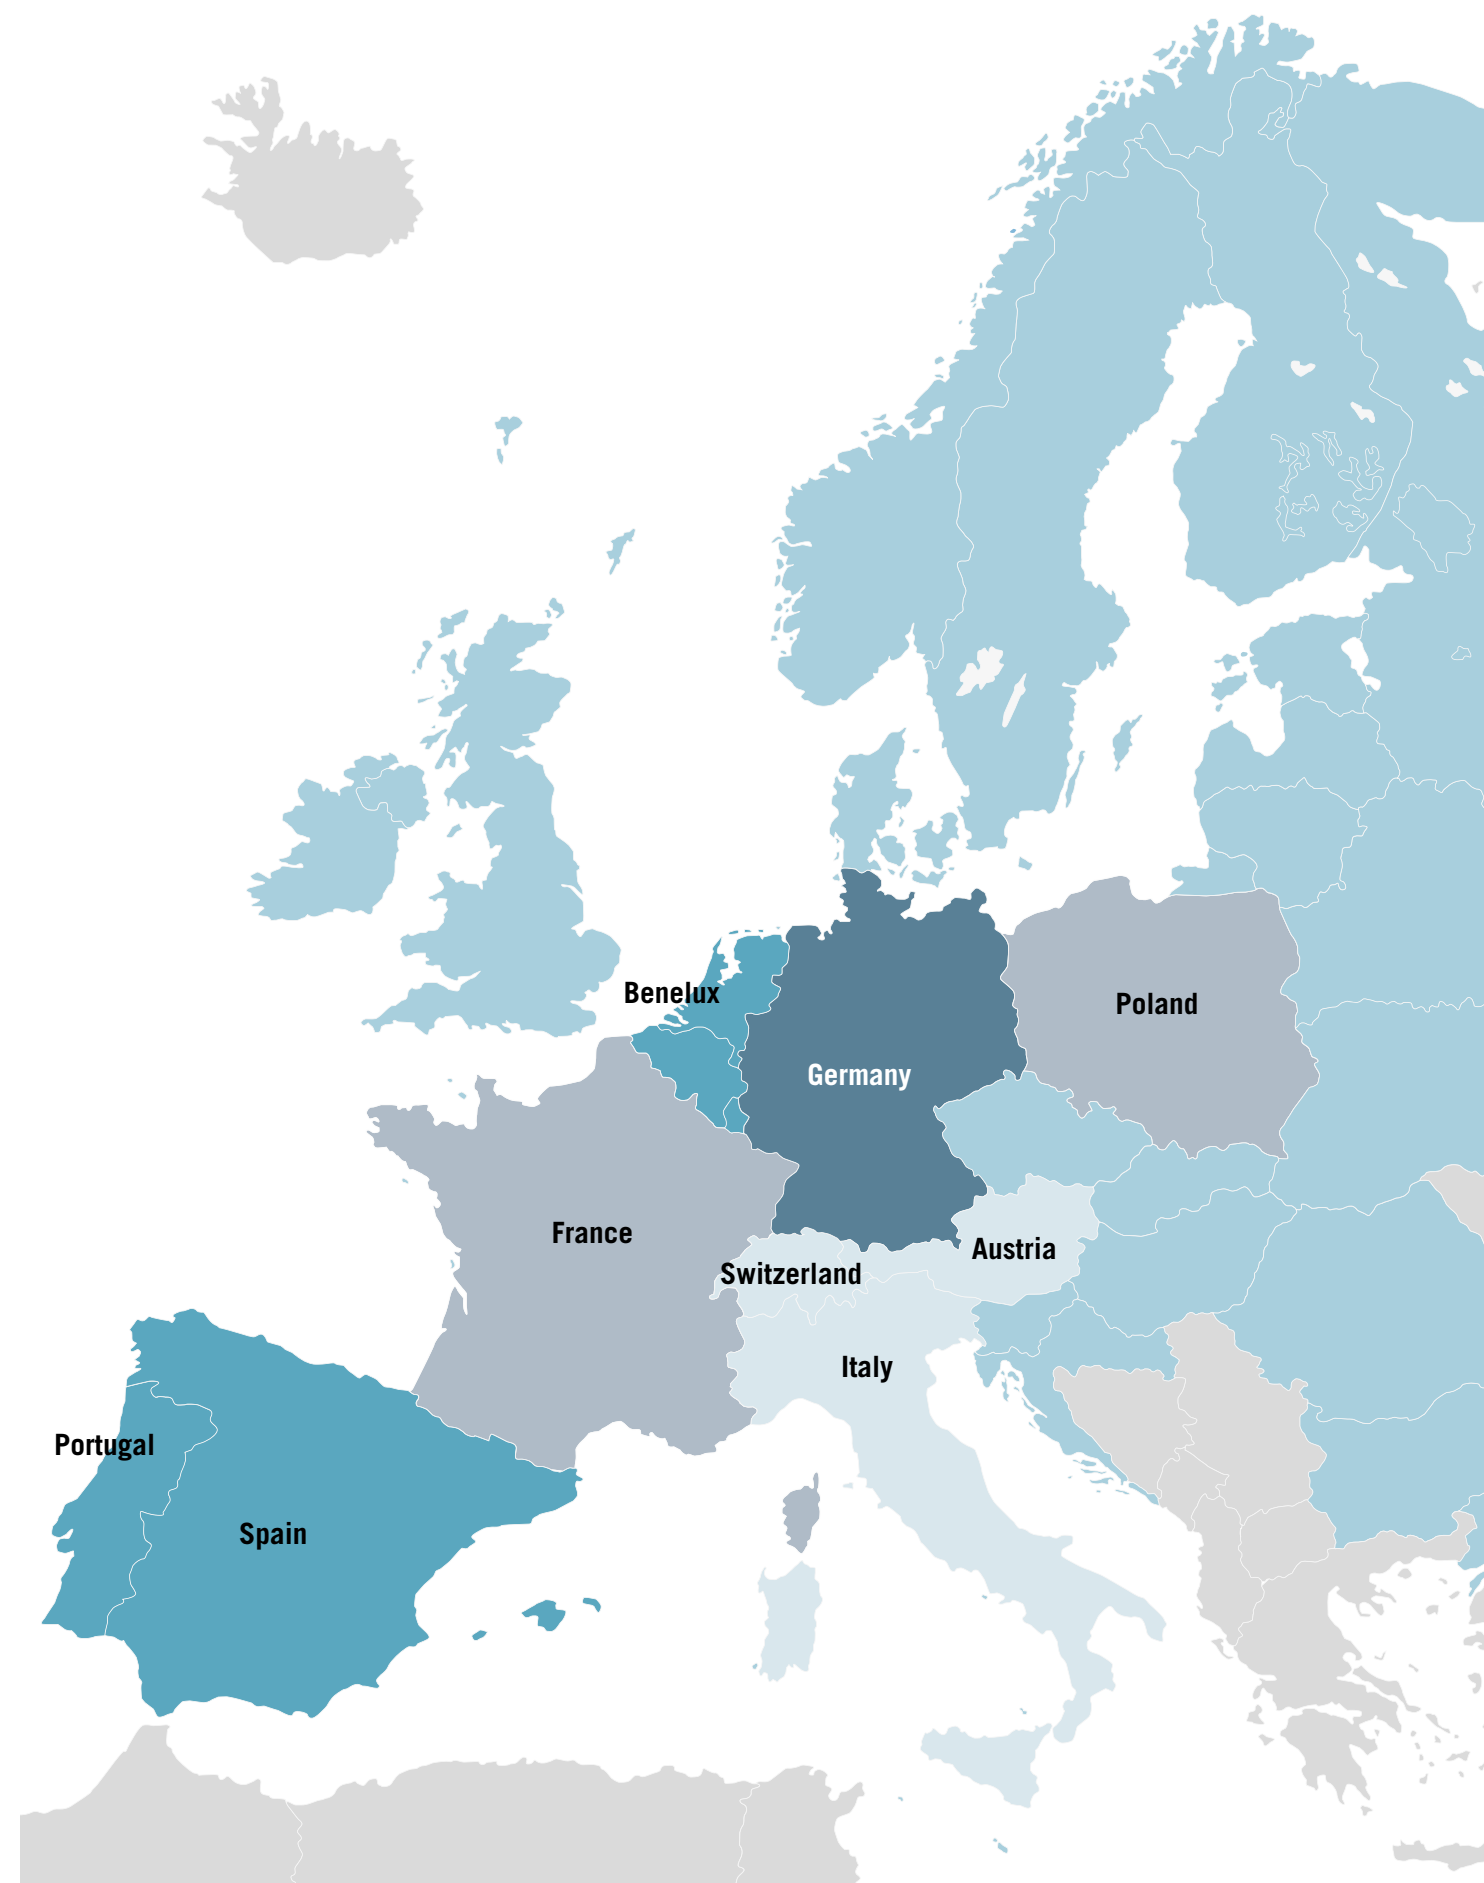 Benelux
Poland
Germany
France
Austria
Switzerland
Italy
Portugal
Spain